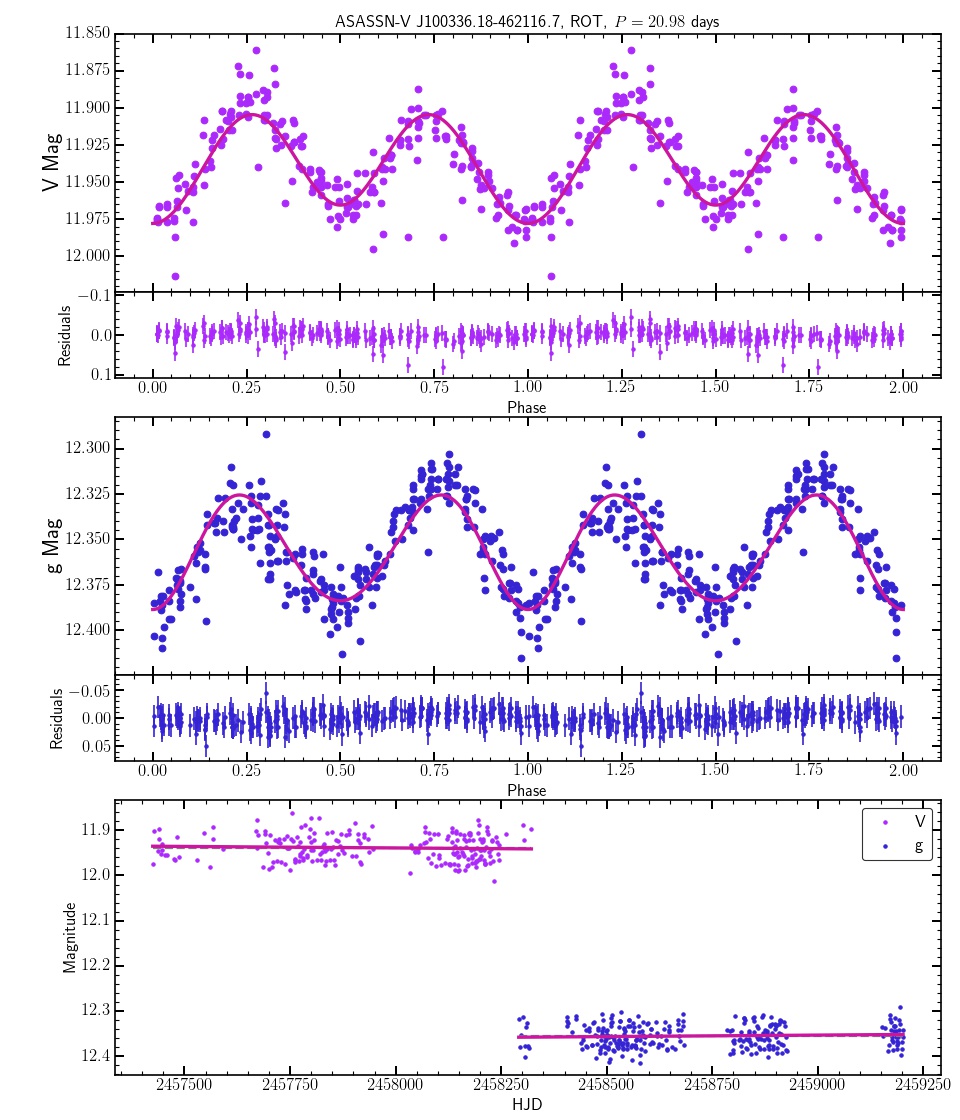 ASASSN-V J100336.18-462116.7, ROT, P = 20.98 days
11.850
11.875
11.900
11.925
11.950
11.975
12.000
V Mag
−0.1
0.0
0.1
Residuals
0.00 0.25 0.50 0.75 1.00 1.25 1.50 1.75 2.00
Phase
12.300
12.325
12.350
12.375
12.400
g Mag
−0.05
0.00
0.05
Residuals
0.00 0.25 0.50 0.75 1.00 1.25 1.50 1.75 2.00
Phase
V
g
11.9
12.0
12.1
12.2
12.3
12.4
Magnitude
2457500 2457750 2458000 2458250 2458500 2458750 2459000 2459250
HJD